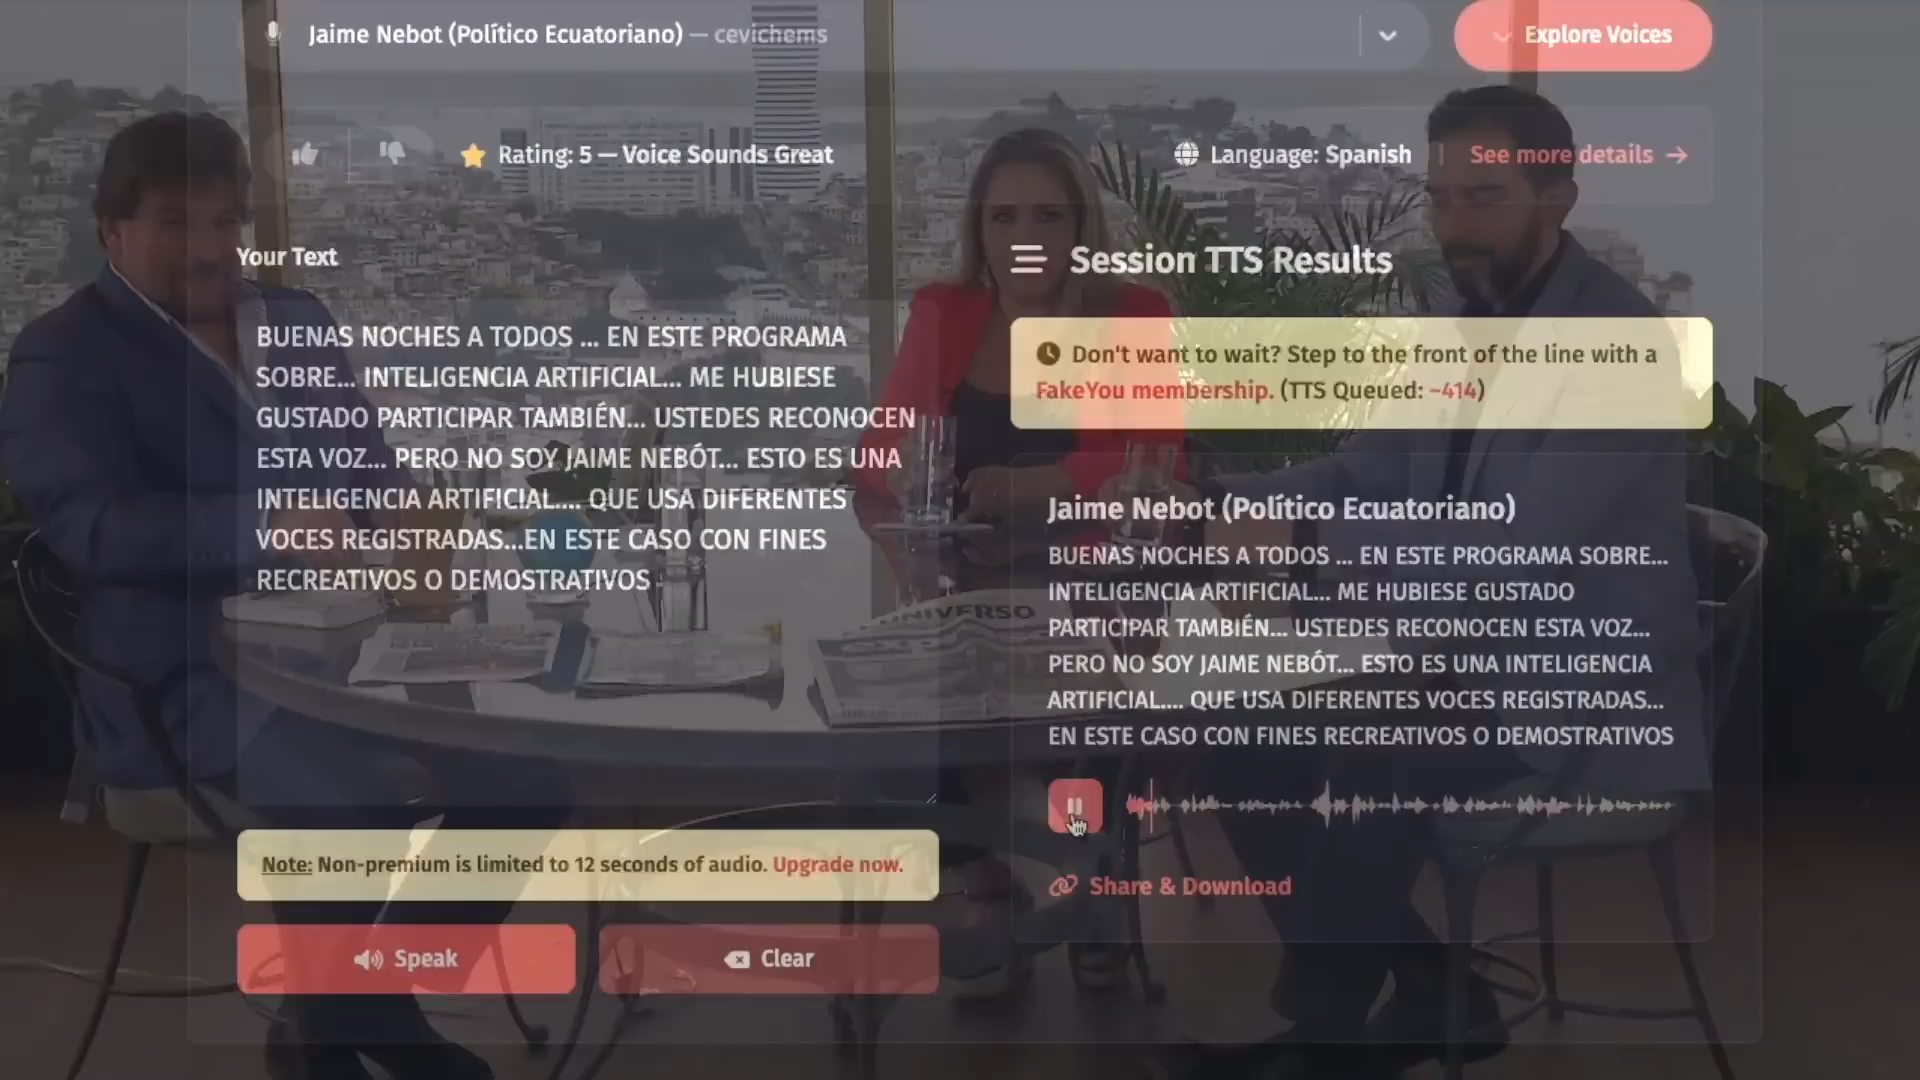 Jaime Nebot (Político Ecuatoriano) — cevichems
Explore Voices
Rating: 5 — Voice Sounds Great
Language: Spanish
See more details
Your Text
BUENAS NOCHES A TODOS ... EN ESTE PROGRAMA
SOBRE... INTELIGENCIA ARTIFICIAL... ME HUBIESE
GUSTADO PARTICIPAR TAMBIÉN... USTEDES RECONOCEN
ESTA VOZ... PERO NO SOY JAIME NEBÓT... ESTO ES UNA
INTELIGENCIA ARTIFICIAL.... QUE USA DIFERENTES
VOCES REGISTRADAS...EN ESTE CASO CON FINES
RECREATIVOS O DEMOSTRATIVOS
Note: Non-premium is limited to 12 seconds of audio. Upgrade now.
Speak
Clear
Session TTS Results
Don't want to wait? Step to the front of the line with a
FakeYou membership. (TTS Queued: ~414)
Jaime Nebot (Político Ecuatoriano)
BUENAS NOCHES A TODOS ... EN ESTE PROGRAMA SOBRE...
INTELIGENCIA ARTIFICIAL... ME HUBIESE GUSTADO
PARTICIPAR TAMBIÉN... USTEDES RECONOCEN ESTA VOZ...
PERO NO SOY JAIME NEBÓT... ESTO ES UNA INTELIGENCIA
ARTIFICIAL.... QUE USA DIFERENTES VOCES REGISTRADAS...
EN ESTE CASO CON FINES RECREATIVOS O DEMOSTRATIVOS
Share & Download